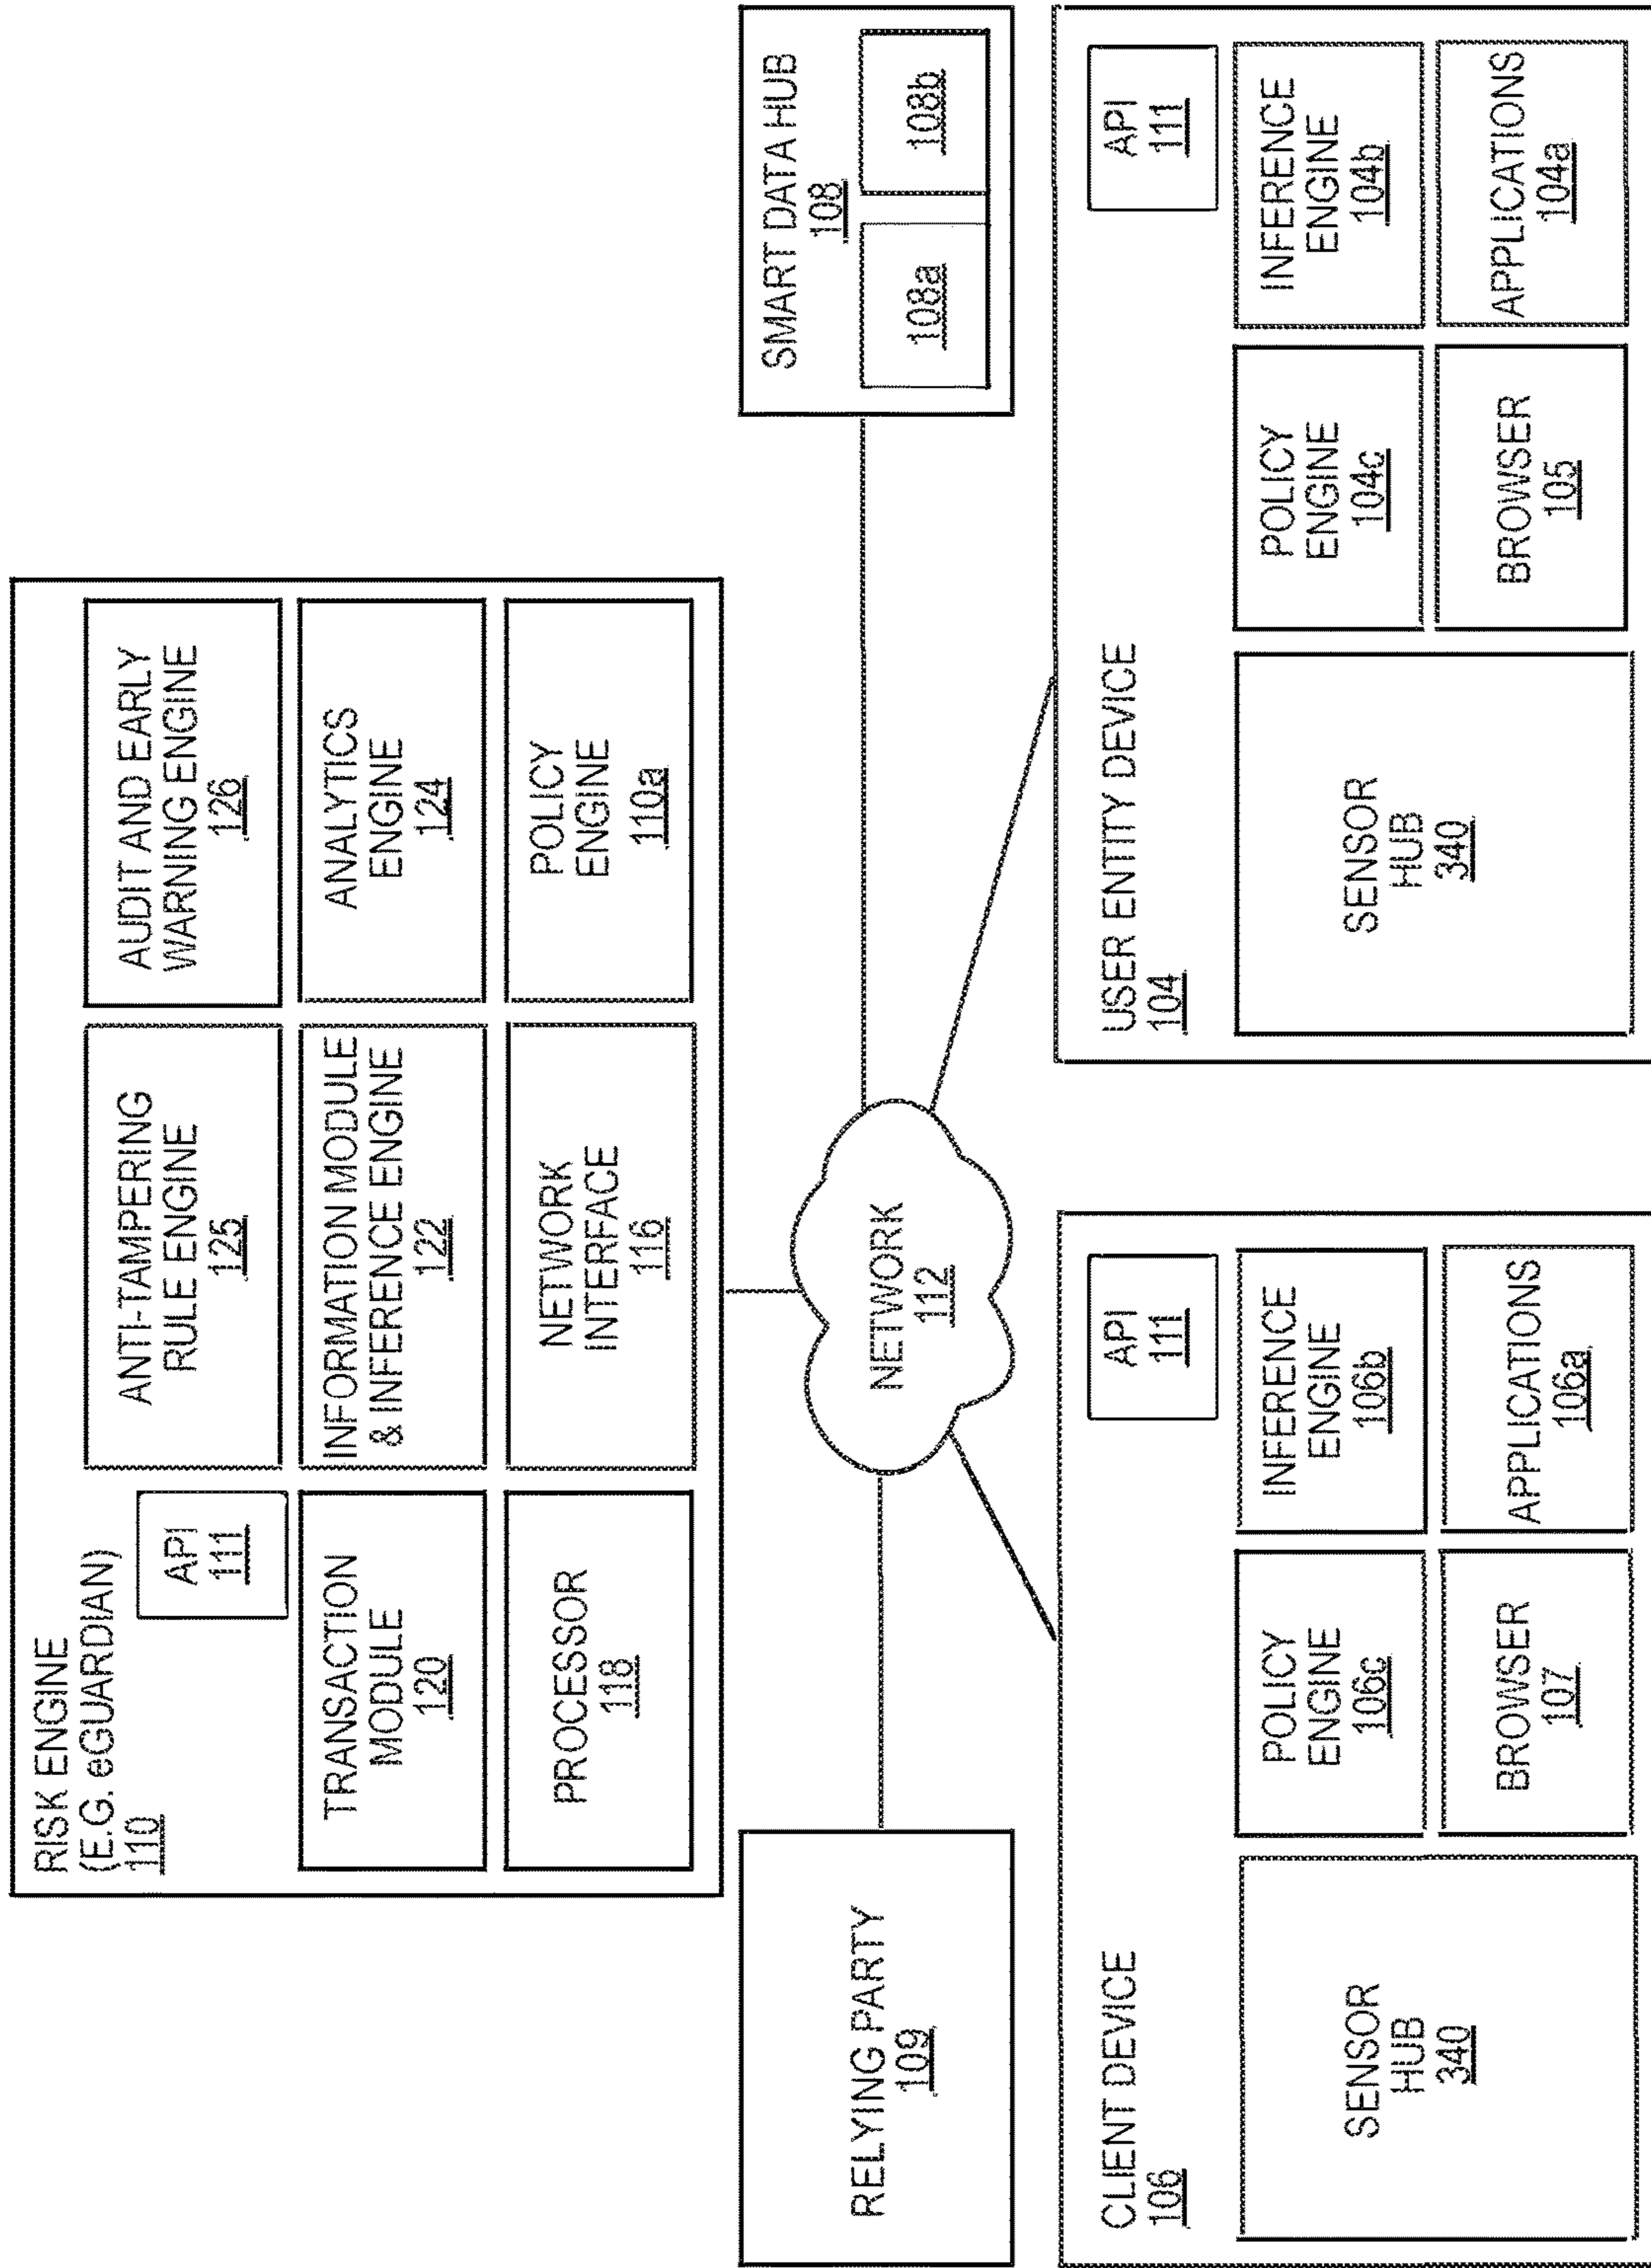 RISK ENGINE
(E.G. eGUARDIAN)
110
API
111
ANTI-TAMPERING
RULE ENGINE
125
AUDIT AND EARLY
WARNING ENGINE
126
TRANSACTION
MODULE
120
INFORMATION MODULE
& INFERENCE ENGINE
122
ANALYTICS
ENGINE
124
PROCESSOR
118
NETWORK
INTERFACE
116
POLICY
ENGINE
110a
RELYING PARTY
109
NETWORK
112
SMART DATA HUB
108
108a
108b
CLIENT DEVICE
106
API
111
SENSOR
HUB
340
POLICY
ENGINE
106c
INFERENCE
ENGINE
106b
BROWSER
107
APPLICATIONS
106a
USER ENTITY DEVICE
104
API
111
SENSOR
HUB
340
POLICY
ENGINE
104c
INFERENCE
ENGINE
104b
BROWSER
105
APPLICATIONS
104a